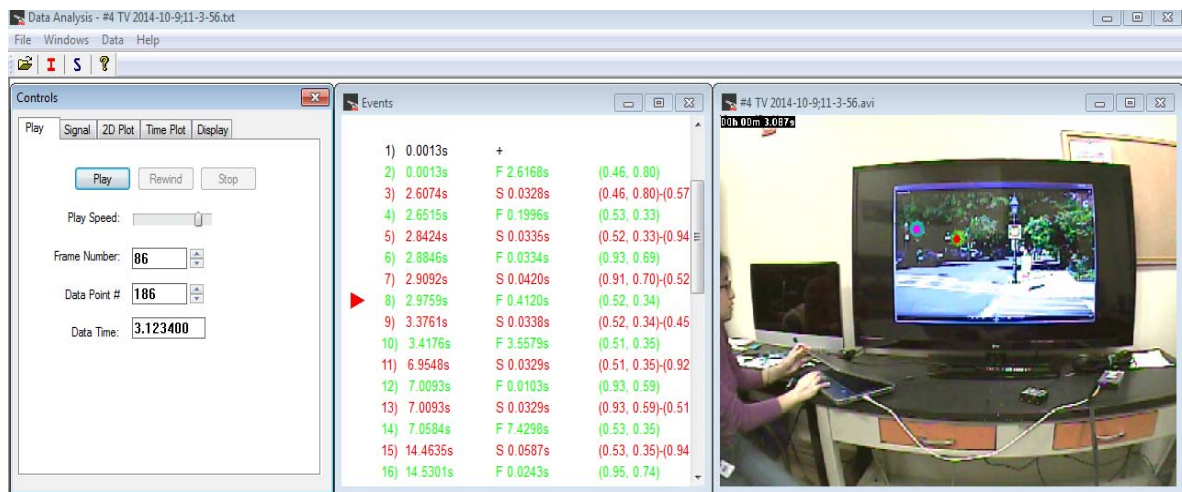 Data Analysis - #4 TV 2014-10-9;11-3-56.txt
File Windows Data Help
I S ?
Controls
Play Signal 2D Plot Time Plot Display
Play Rewind Stop
Play Speed:
Frame Number: 86
Data Point # 186
Data Time: 3.123400
Events
1) 0.0013s +
2) 0.0013s F 2.6168s (0.46, 0.80)
3) 2.6074s S 0.0328s (0.46, 0.80)-(0.57
4) 2.6515s F 0.1996s (0.53, 0.33)
5) 2.8424s S 0.0335s (0.52, 0.33)-(0.94
6) 2.8846s F 0.0334s (0.93, 0.69)
7) 2.9092s S 0.0420s (0.91, 0.70)-(0.52
8) 2.9759s F 0.4120s (0.52, 0.34)
9) 3.3761s S 0.0338s (0.52, 0.34)-(0.45
10) 3.4176s F 3.5579s (0.51, 0.35)
11) 6.9548s S 0.0329s (0.51, 0.35)-(0.92
12) 7.0093s F 0.0103s (0.93, 0.59)
13) 7.0093s S 0.0329s (0.93, 0.59)-(0.51
14) 7.0584s F 7.4298s (0.53, 0.35)
15) 14.4635s S 0.0587s (0.53, 0.35)-(0.94
16) 14.5301s F 0.0243s (0.95, 0.74)
#4 TV 2014-10-9;11-3-56.avi
00h 00m 3.087s